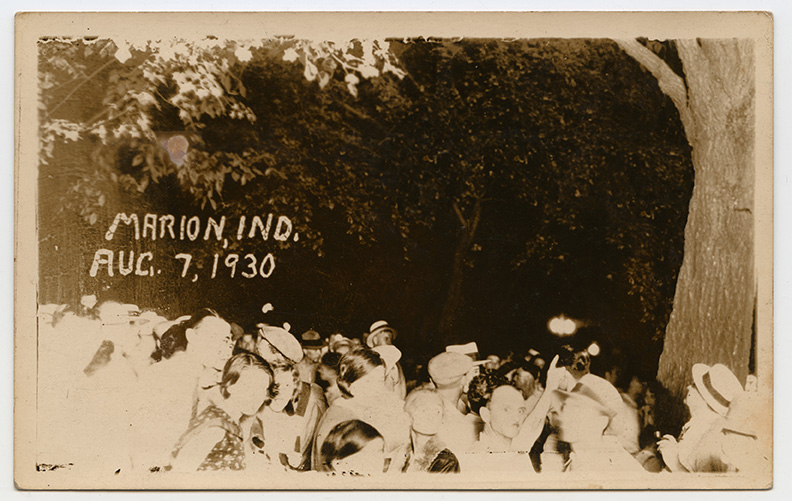 MARION, IND.
AUG. 7, 1930